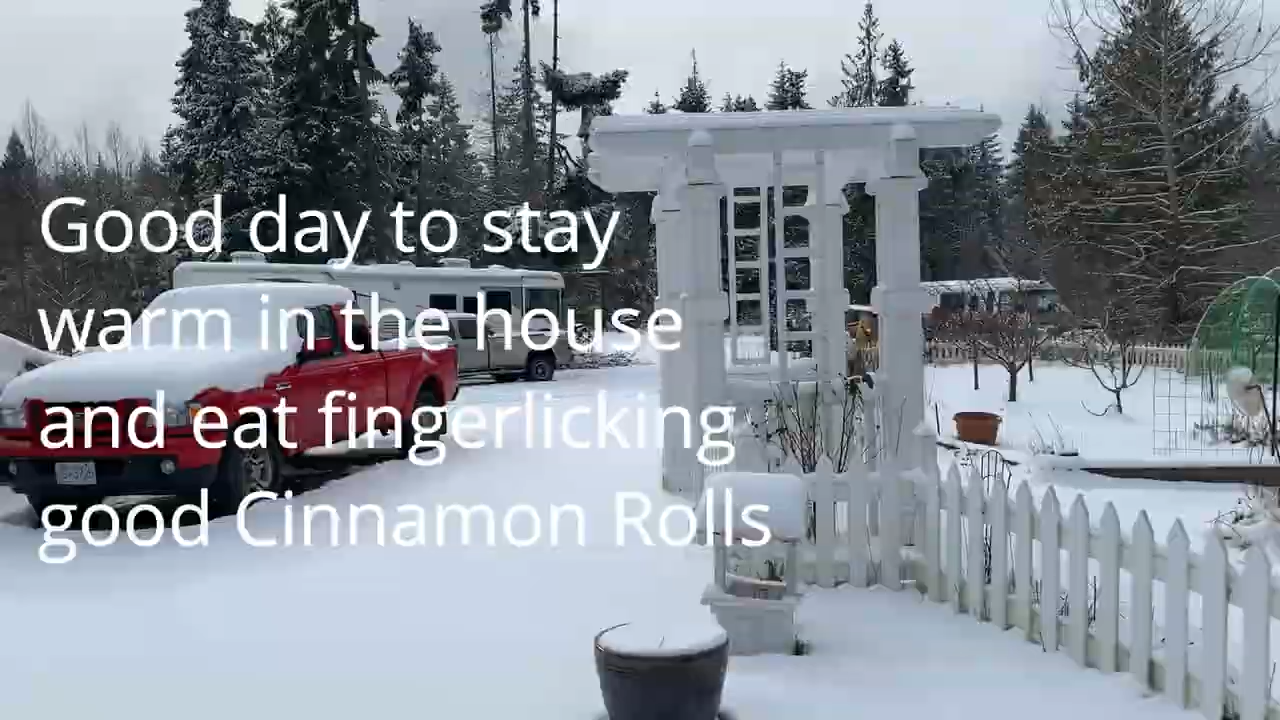 Good day to stay
warm in the house
and eat fingerlicking
good Cinnamon Rolls